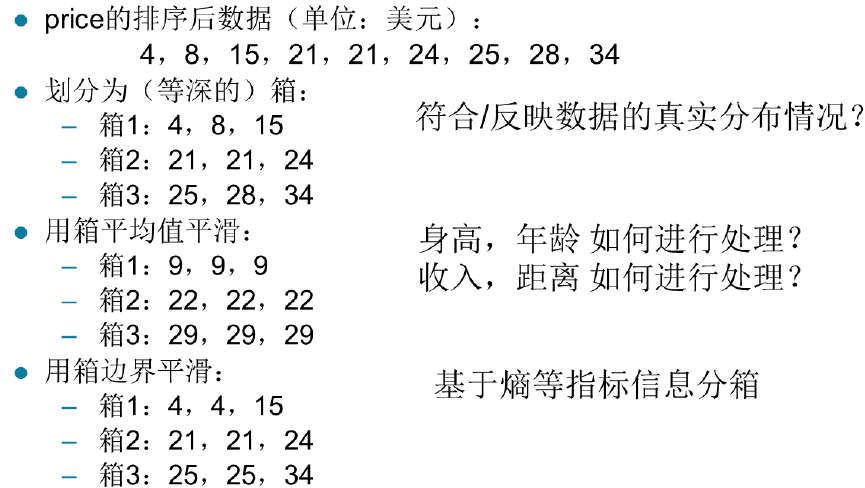 price的排序后数据（单位：美元）：
4，8，15，21，21，24，25，28，34
划分为（等深的）箱：
– 箱1：4，8，15
– 箱2：21，21，24
– 箱3：25，28，34
用箱平均值平滑：
– 箱1：9，9，9
– 箱2：22，22，22
– 箱3：29，29，29
用箱边界平滑：
– 箱1：4，4，15
– 箱2：21，21，24
– 箱3：25，25，34
符合/反映数据的真实分布情况？
身高，年龄 如何进行处理？
收入，距离 如何进行处理？
基于熵等指标信息分箱